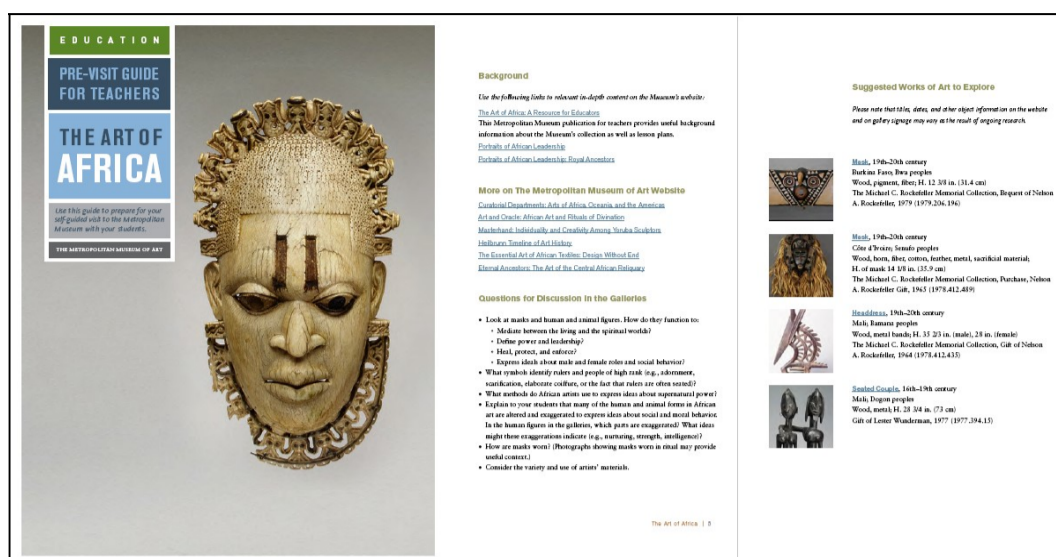 EDUCATION
PRE-VISIT GUIDE
FOR TEACHERS
THE ART OF
AFRICA
Use this guide to prepare for your
self-guided visit to the Metropolitan
Museum with your students.
THE METROPOLITAN MUSEUM OF ART
Background
Use the following links to relevant in-depth content on the Museum's website:
The Art of Africa: A Resource for Educators
This Metropolitan Museum publication for teachers provides useful background
information about the Museum's collection as well as lesson plans.
Portraits of African Leadership
Portraits of African Leadership: Royal Ancestors
More on The Metropolitan Museum of Art Website
Curatorial Departments: Arts of Africa, Oceania, and the Americas
Art and Oracle: African Art and Rituals of Divination
Masterhand: Individuality and Creativity Among Yoruba Sculptors
Heilbrunn Timeline of Art History
The Essential Art of African Textiles: Design Without End
Eternal Ancestors: The Art of the Central African Reliquary
Questions for Discussion in the Galleries
• Look at masks and human and animal figures. How do they function to:
• Mediate between the living and the spiritual worlds?
• Define power and leadership?
• Heal, protect, and enforce?
• Express ideals about male and female roles and social behavior?
• What symbols identify rulers and people of high rank (e.g., adornment,
scarification, elaborate coiffure, or the fact that rulers are often seated)?
• What methods do African artists use to express ideas about supernatural power?
• Explain to your students that many of the human and animal forms in African
art are altered and exaggerated to express ideas about social and moral behavior.
In the human figures in the galleries, which parts are exaggerated? What ideas
might these exaggerations indicate (e.g., nurturing, strength, intelligence)?
• How are masks worn? (Photographs showing masks worn in ritual may provide
useful context.)
• Consider the variety and use of artists' materials.
The Art of Africa | 5
Suggested Works of Art to Explore
Please note that titles, dates, and other object information on the website
and on gallery signage may vary as the result of ongoing research.
Mask, 19th–20th century
Burkina Faso; Bwa peoples
Wood, pigment, fiber; H. 12 3/8 in. (31.4 cm)
The Michael C. Rockefeller Memorial Collection, Bequest of Nelson
A. Rockefeller, 1979 (1979.206.196)
Mask, 19th–20th century
Côte d'Ivoire; Senufo peoples
Wood, horn, fiber, cotton, feather, metal, sacrificial material;
H. of mask 14 1/8 in. (35.9 cm)
The Michael C. Rockefeller Memorial Collection, Purchase, Nelson
A. Rockefeller Gift, 1965 (1978.412.489)
Headdress, 19th–20th century
Mali; Bamana peoples
Wood, metal bands; H. 35 2/3 in. (male), 28 in. (female)
The Michael C. Rockefeller Memorial Collection, Gift of Nelson
A. Rockefeller, 1964 (1978.412.435)
Seated Couple, 16th–19th century
Mali; Dogon peoples
Wood, metal; H. 28 3/4 in. (73 cm)
Gift of Lester Wunderman, 1977 (1977.394.15)